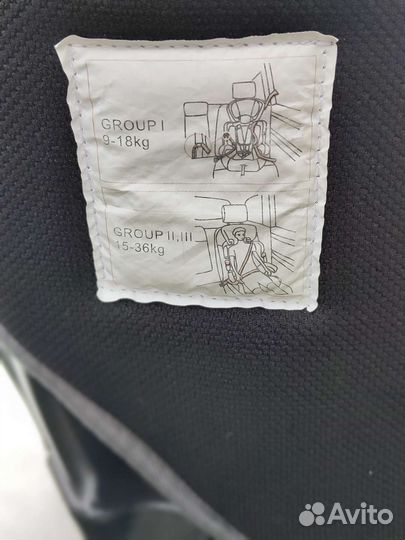 GROUP I
9-18kg
GROUP II,III
15-36kg
Avito